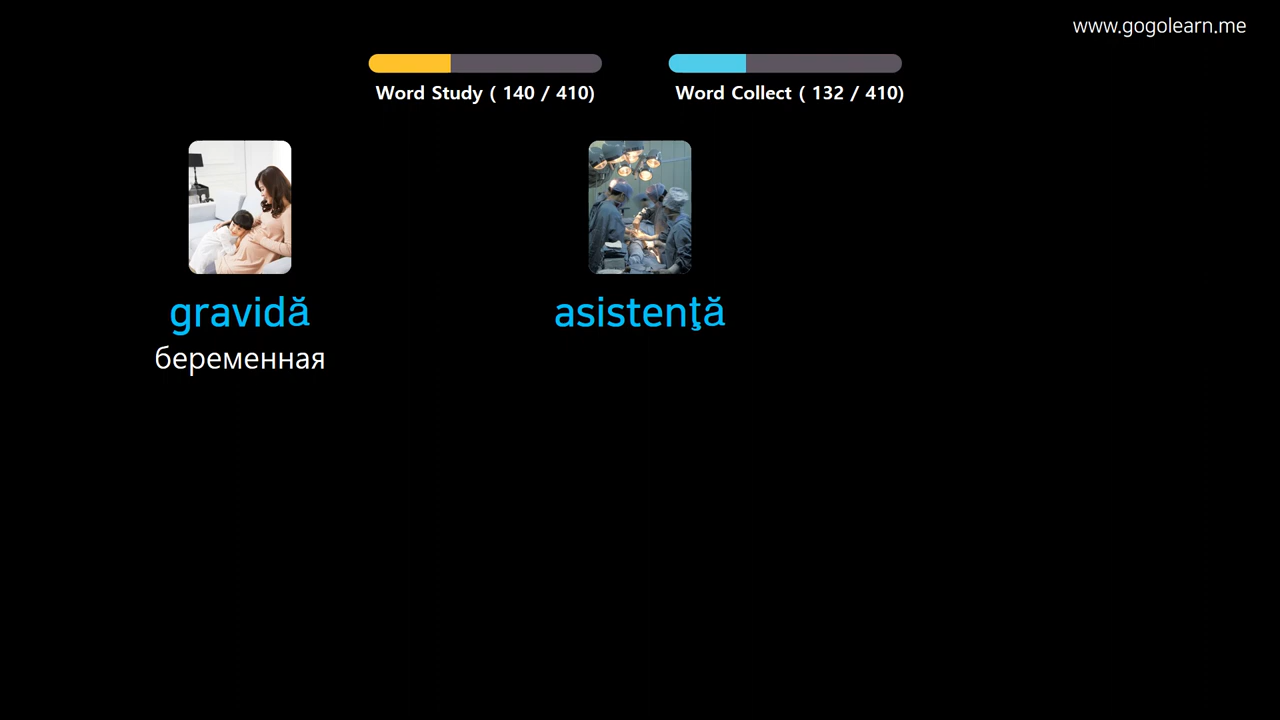 www.gogolearn.me
Word Study ( 140 / 410)
Word Collect ( 132 / 410)
gravidă
беременная
asistenţă